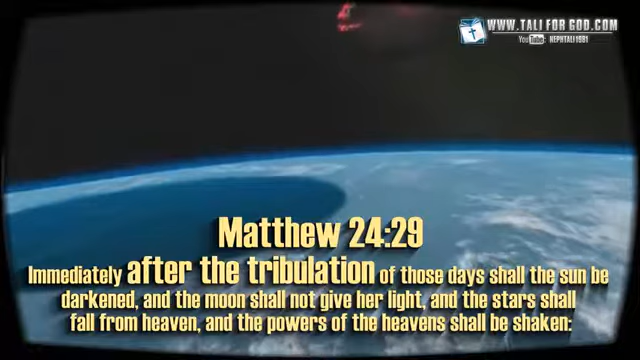 WWW.TALI FOR GOD.COM
YouTube: NEPHTALI1981
Matthew 24:29
Immediately after the tribulation of those days shall the sun be
darkened, and the moon shall not give her light, and the stars shall
fall from heaven, and the powers of the heavens shall be shaken: